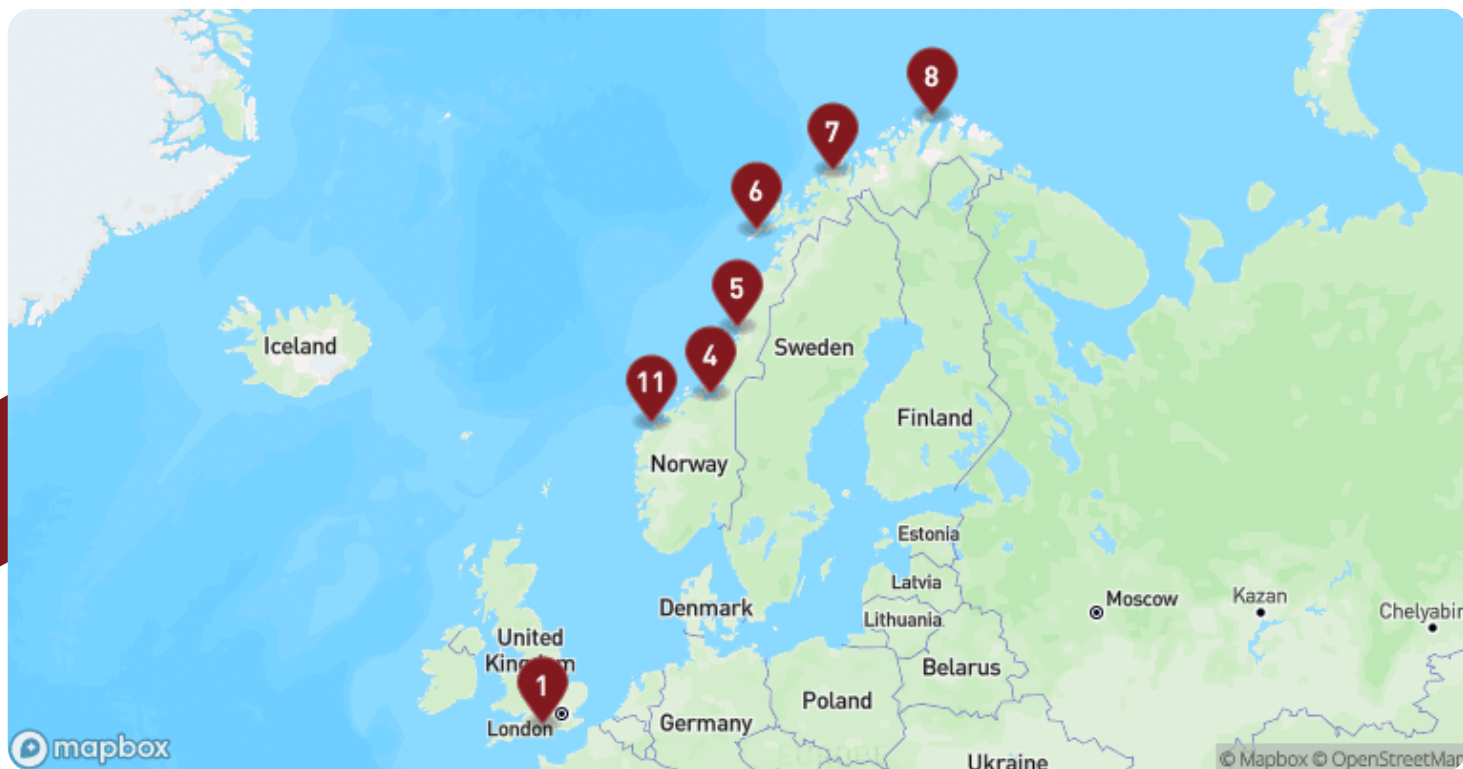 8
7
6
5
4
11
Iceland
Sweden
Finland
Norway
Estonia
Latvia
Denmark
Lithuania
Moscow
Kazan
Chelyabin
United
Kingdom
1
London
Belarus
Poland
Germany
Ukraine
mapbox
© Mapbox © OpenStreetMap